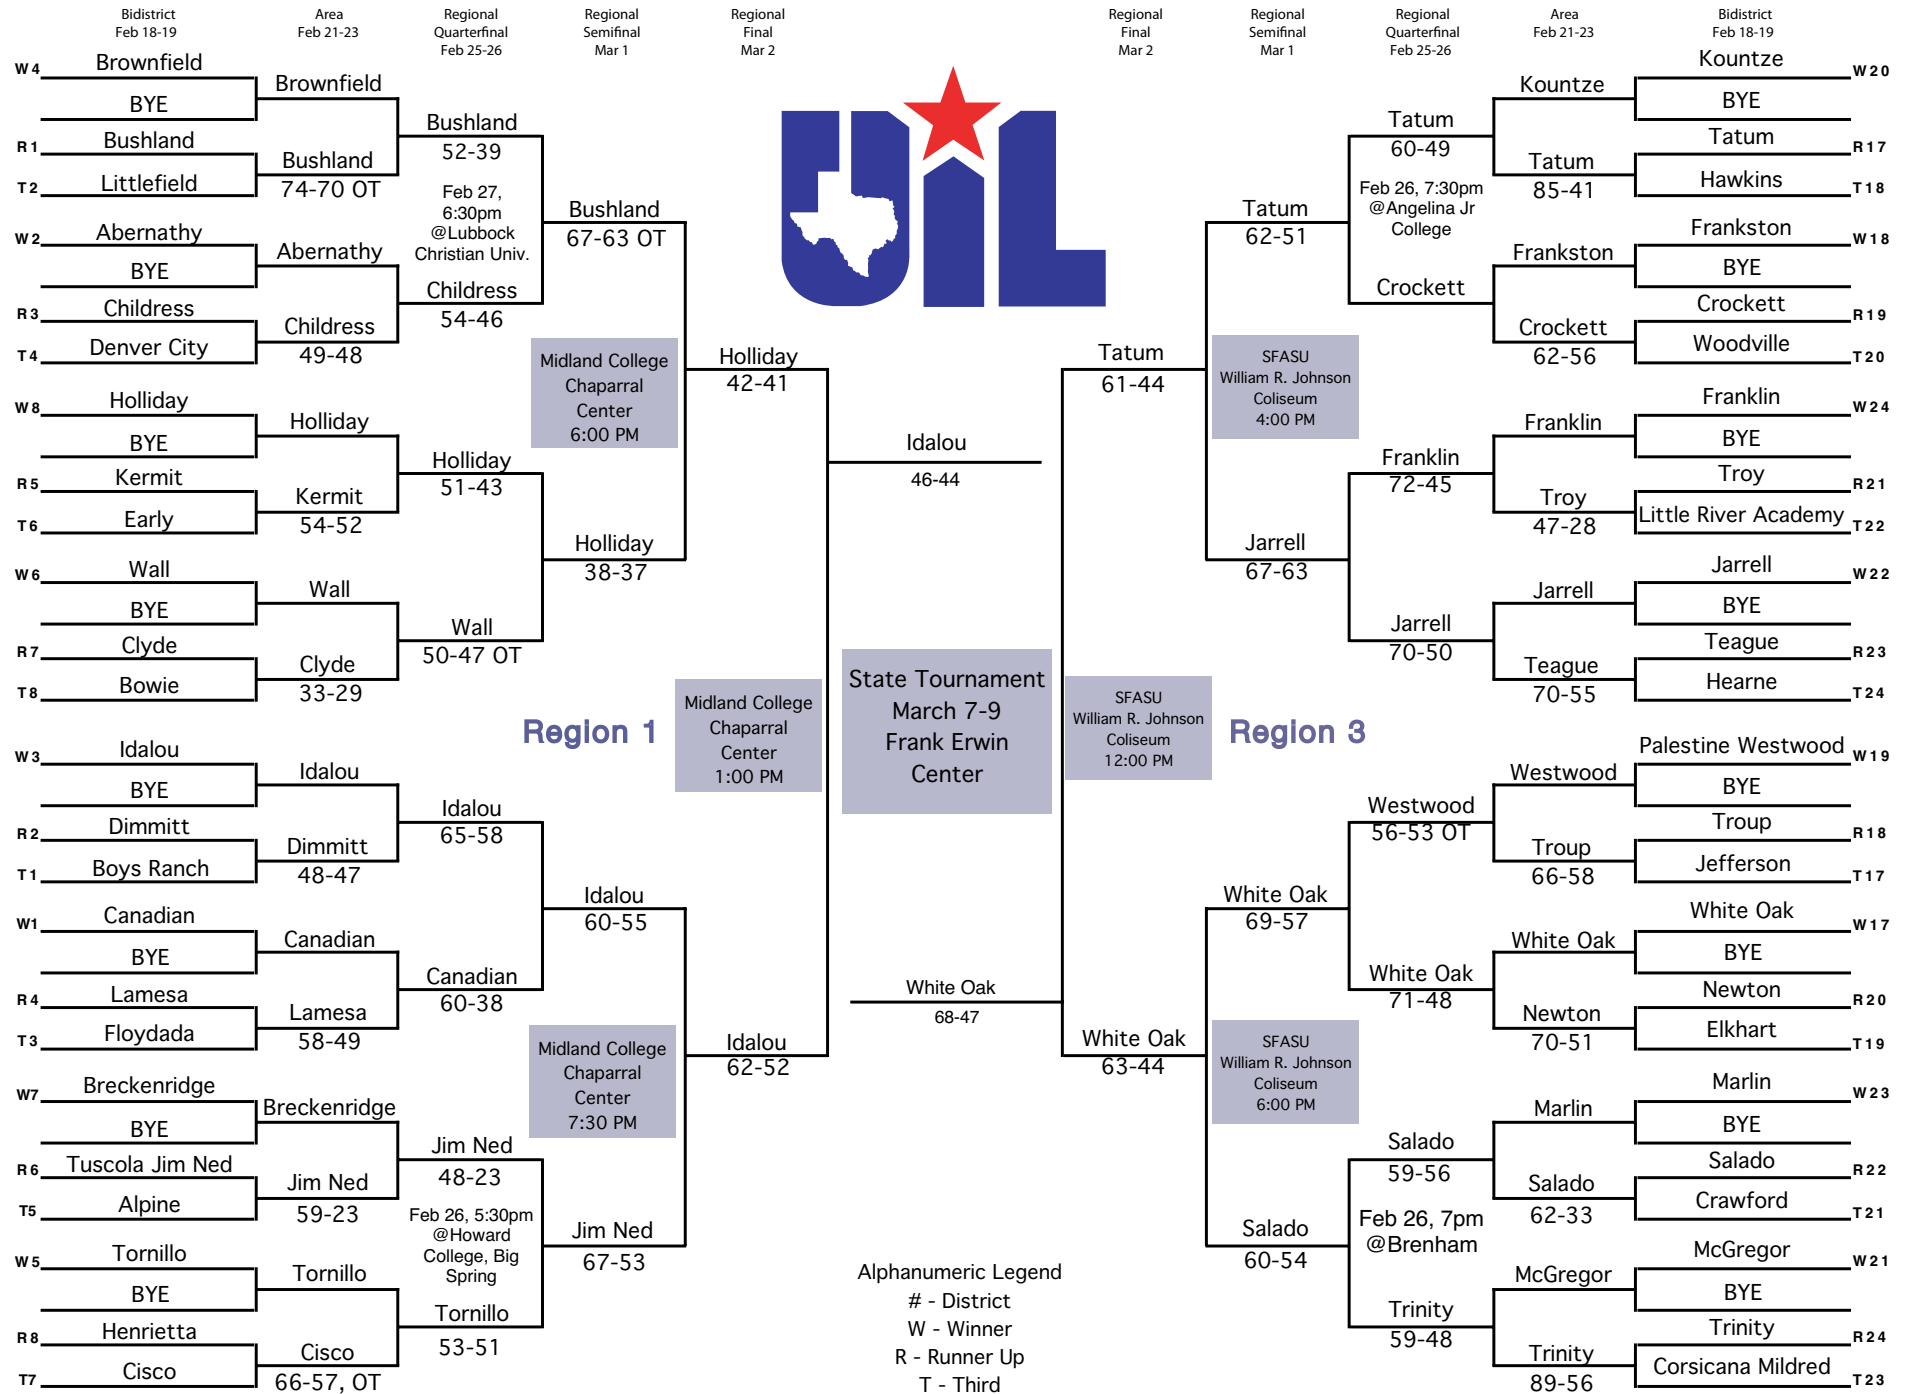 Bidistrict
Feb 18-19
Area
Feb 21-23
Regional
Quarterfinal
Feb 25-26
Regional
Semifinal
Mar 1
Regional
Final
Mar 2
Regional
Final
Mar 2
Regional
Semifinal
Mar 1
Regional
Quarterfinal
Feb 25-26
Area
Feb 21-23
Bidistrict
Feb 18-19
W4
Brownfield
BYE
R1
Bushland
T2
Littlefield
W2
Abernathy
BYE
R3
Childress
T4
Denver City
W8
Holliday
BYE
R5
Kermit
T6
Early
W6
Wall
BYE
R7
Clyde
T8
Bowie
W3
Idalou
BYE
R2
Dimmitt
T1
Boys Ranch
W1
Canadian
BYE
R4
Lamesa
T3
Floydada
W7
Breckenridge
BYE
R6
Tuscola Jim Ned
T5
Alpine
W5
Tornillo
BYE
R8
Henrietta
T7
Cisco
Brownfield
Bushland
74-70 OT
Abernathy
Childress
49-48
Holliday
Kermit
54-52
Wall
Clyde
33-29
Idalou
Dimmitt
48-47
Canadian
Lamesa
58-49
Breckenridge
Jim Ned
59-23
Tornillo
Cisco
66-57, OT
Bushland
52-39
Feb 27,
6:30pm
@Lubbock
Christian Univ.
Childress
54-46
Holliday
51-43
Wall
50-47 OT
Idalou
65-58
Canadian
60-38
Jim Ned
48-23
Feb 26, 5:30pm
@Howard
College, Big
Spring
Tornillo
53-51
Bushland
67-63 OT
Midland College
Chaparral
Center
6:00 PM
Holliday
38-37
Region 1
Idalou
60-55
Midland College
Chaparral
Center
7:30 PM
Jim Ned
67-53
Holliday
42-41
Midland College
Chaparral
Center
1:00 PM
Idalou
62-52
UIL
Idalou
46-44
State Tournament
March 7-9
Frank Erwin
Center
White Oak
68-47
Alphanumeric Legend
# - District
W - Winner
R - Runner Up
T - Third
Tatum
61-44
SFASU
William R. Johnson
Coliseum
12:00 PM
White Oak
63-44
Tatum
62-51
SFASU
William R. Johnson
Coliseum
4:00 PM
Jarrell
67-63
Region 3
White Oak
69-57
SFASU
William R. Johnson
Coliseum
6:00 PM
Salado
60-54
Tatum
60-49
Feb 26, 7:30pm
@Angelina Jr
College
Crockett
Franklin
72-45
Jarrell
70-50
Westwood
56-53 OT
White Oak
71-48
Salado
59-56
Feb 26, 7pm
@Brenham
Trinity
59-48
Kountze
Tatum
85-41
Frankston
Crockett
62-56
Franklin
Troy
47-28
Jarrell
Teague
70-55
Westwood
Troup
66-58
White Oak
Newton
70-51
Marlin
Salado
62-33
McGregor
Trinity
89-56
Kountze
W20
BYE
Tatum
R17
Hawkins
T18
Frankston
W18
BYE
Crockett
R19
Woodville
T20
Franklin
W24
BYE
Troy
R21
Little River Academy
T22
Jarrell
W22
BYE
Teague
R23
Hearne
T24
Palestine Westwood
W19
BYE
Troup
R18
Jefferson
T17
White Oak
W17
BYE
Newton
R20
Elkhart
T19
Marlin
W23
BYE
Salado
R22
Crawford
T21
McGregor
W21
BYE
Trinity
R24
Corsicana Mildred
T23